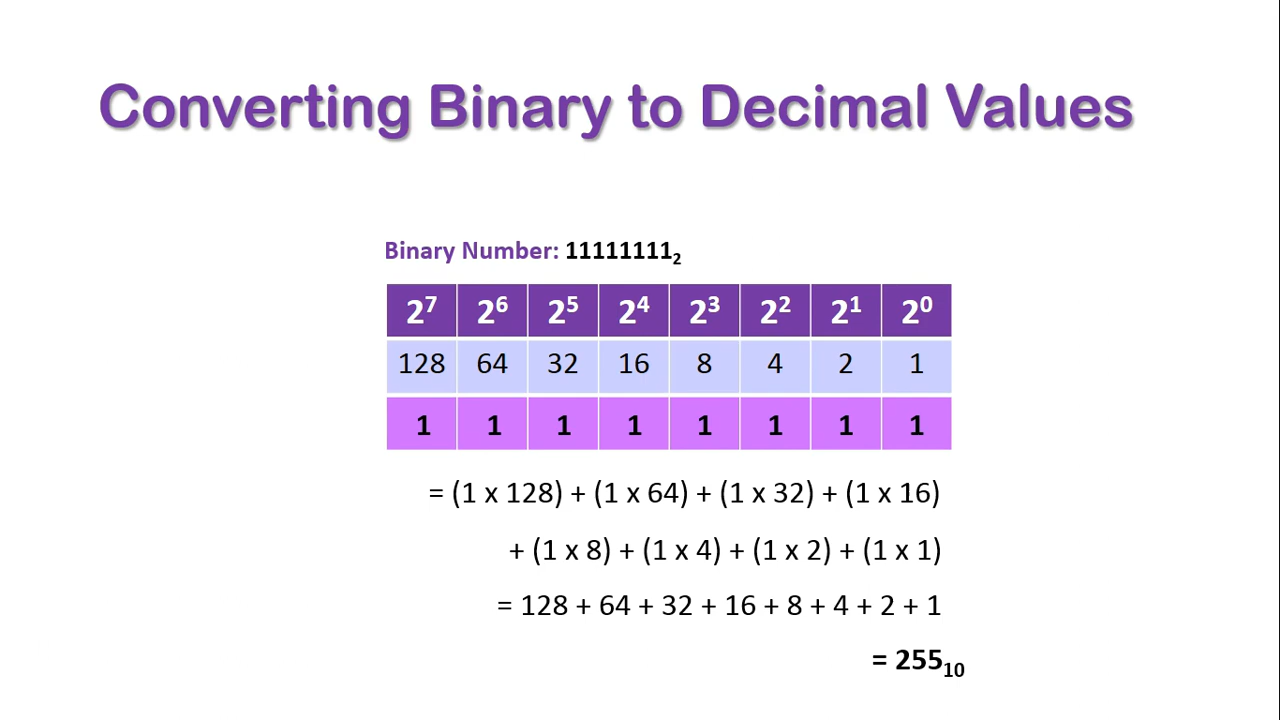 Converting Binary to Decimal Values
Binary Number: 11111111₂
2⁷ 2⁶ 2⁵ 2⁴ 2³ 2² 2¹ 2⁰
128 64 32 16 8 4 2 1
1 1 1 1 1 1 1 1
= (1 x 128) + (1 x 64) + (1 x 32) + (1 x 16)
+ (1 x 8) + (1 x 4) + (1 x 2) + (1 x 1)
= 128 + 64 + 32 + 16 + 8 + 4 + 2 + 1
= 255₁₀